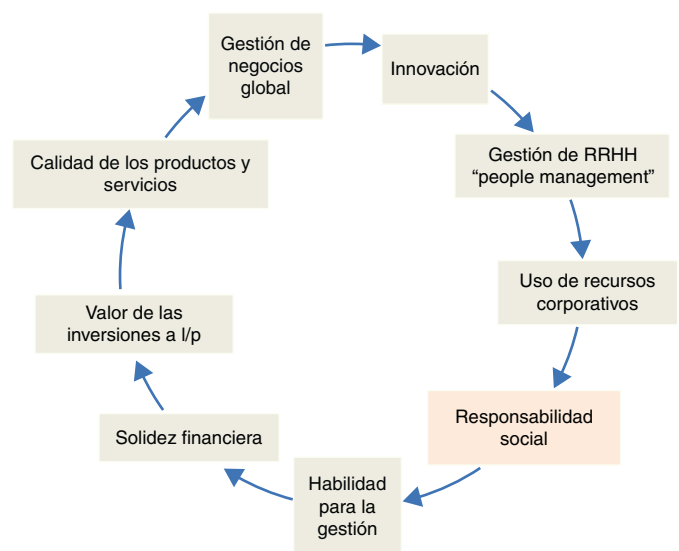 Gestión de
negocios
global
Innovación
Gestión de RRHH
“people management”
Uso de recursos
corporativos
Responsabilidad
social
Habilidad
para la
gestión
Solidez financiera
Valor de las
inversiones a l/p
Calidad de los productos y
servicios